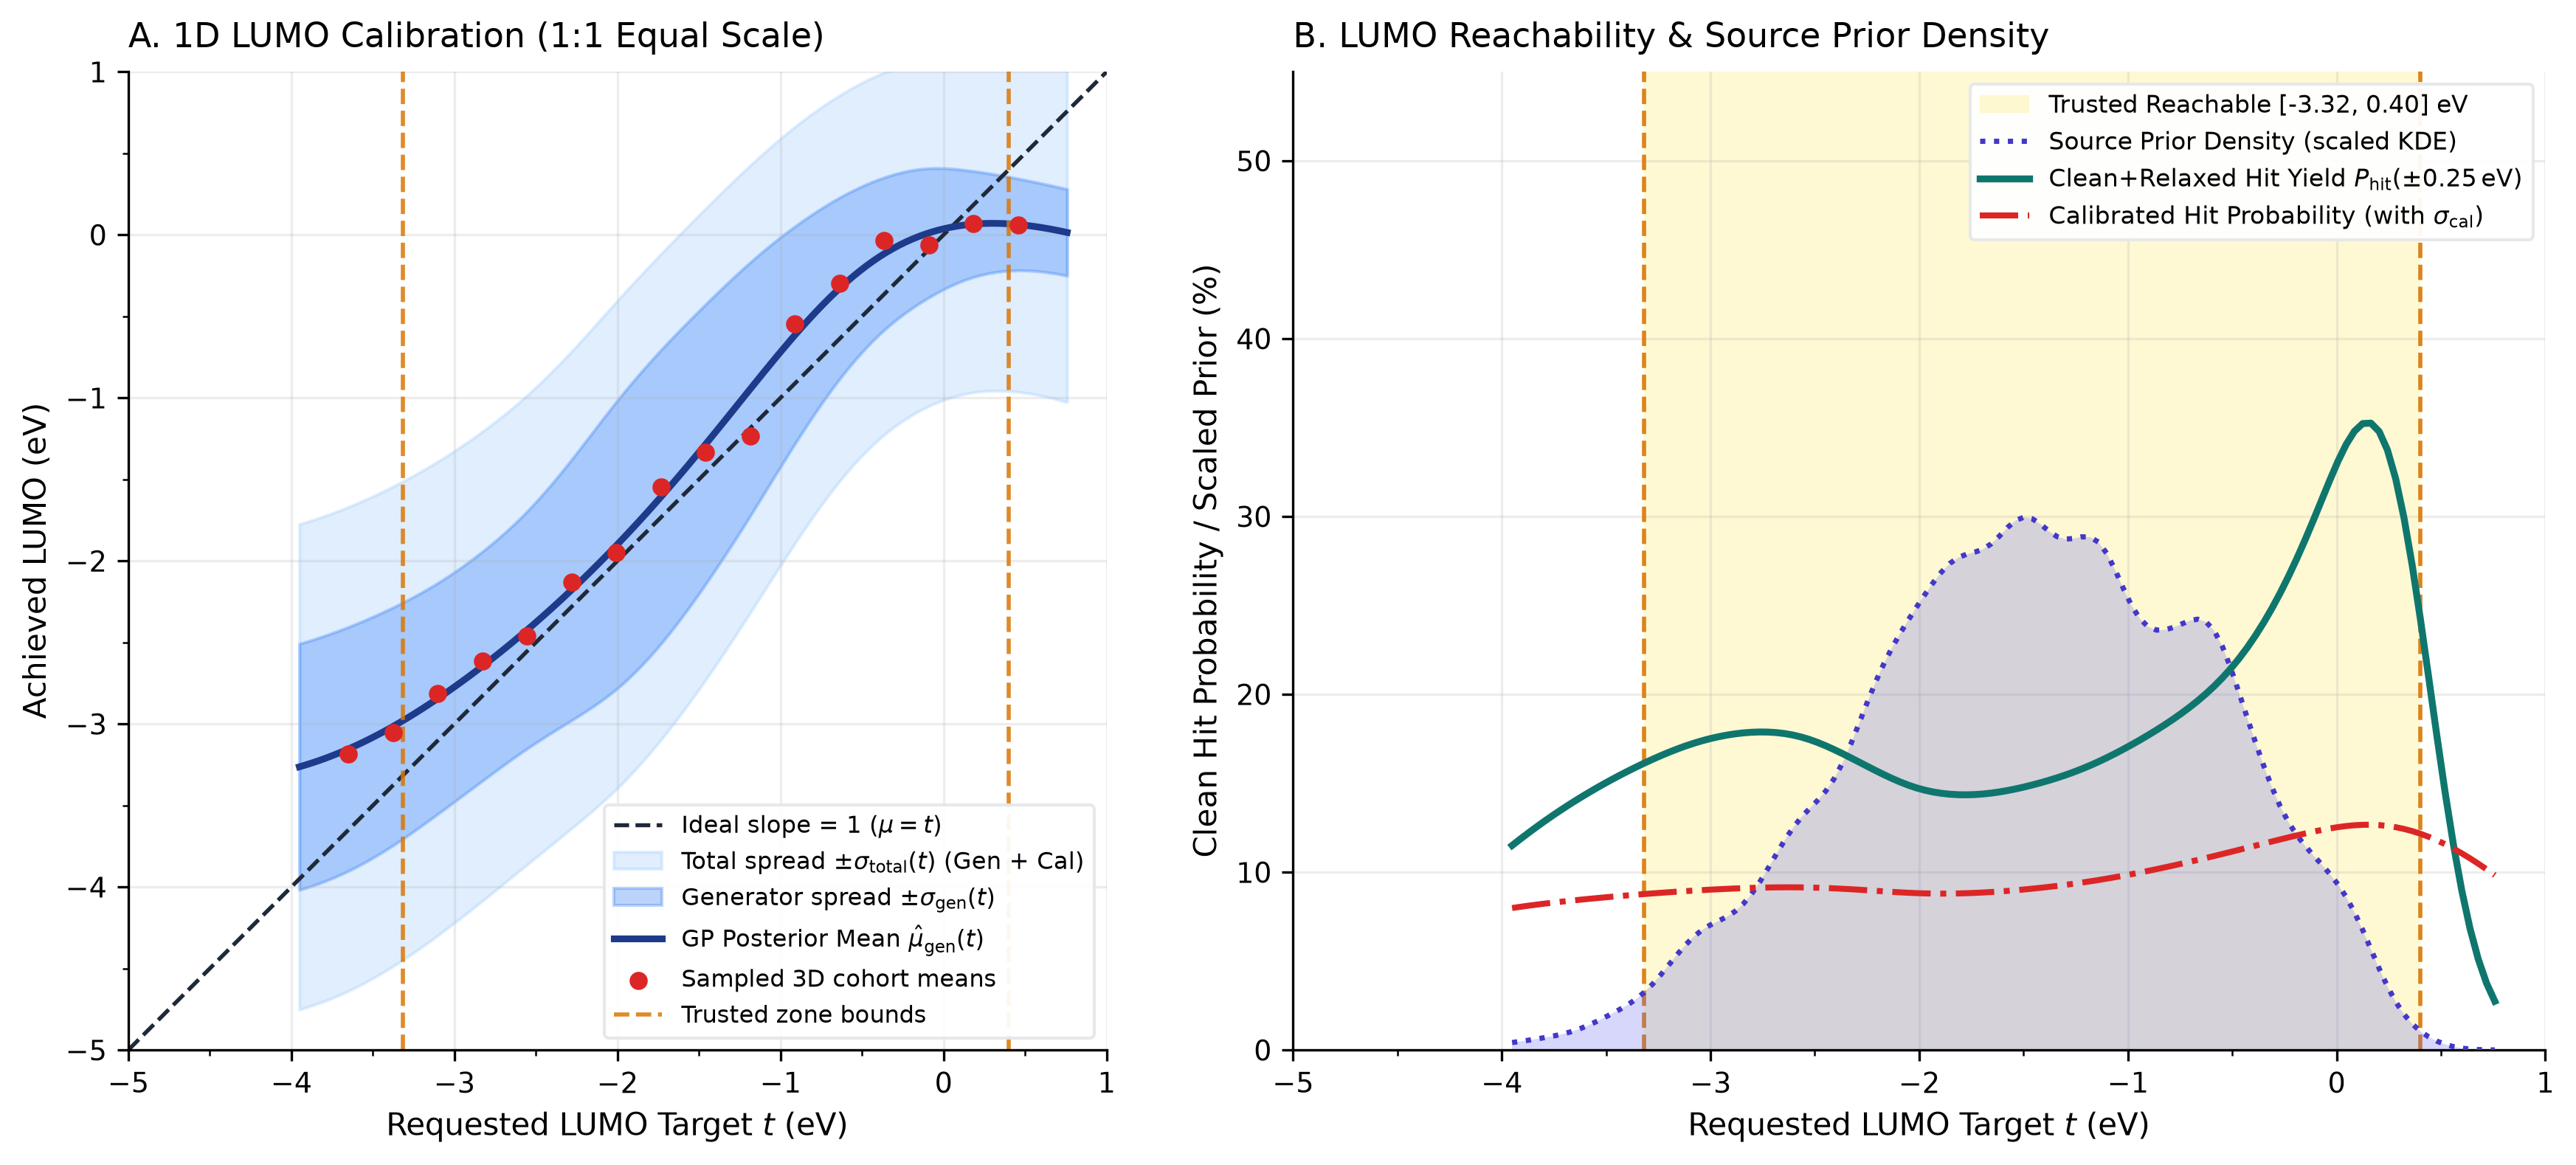 A. 1D LUMO Calibration (1:1 Equal Scale)
1
0
−1
−2
−3
−4
−5
Achieved LUMO (eV)
Ideal slope = 1 (μ = t)
Total spread ±σtotal(t) (Gen + Cal)
Generator spread ±σgen(t)
GP Posterior Mean μ̂gen(t)
Sampled 3D cohort means
Trusted zone bounds
−5 −4 −3 −2 −1 0 1
Requested LUMO Target t (eV)
B. LUMO Reachability & Source Prior Density
Trusted Reachable [-3.32, 0.40] eV
Source Prior Density (scaled KDE)
Clean+Relaxed Hit Yield Phit(±0.25 eV)
Calibrated Hit Probability (with σcal)
50
40
30
20
10
0
Clean Hit Probability / Scaled Prior (%)
−5 −4 −3 −2 −1 0 1
Requested LUMO Target t (eV)